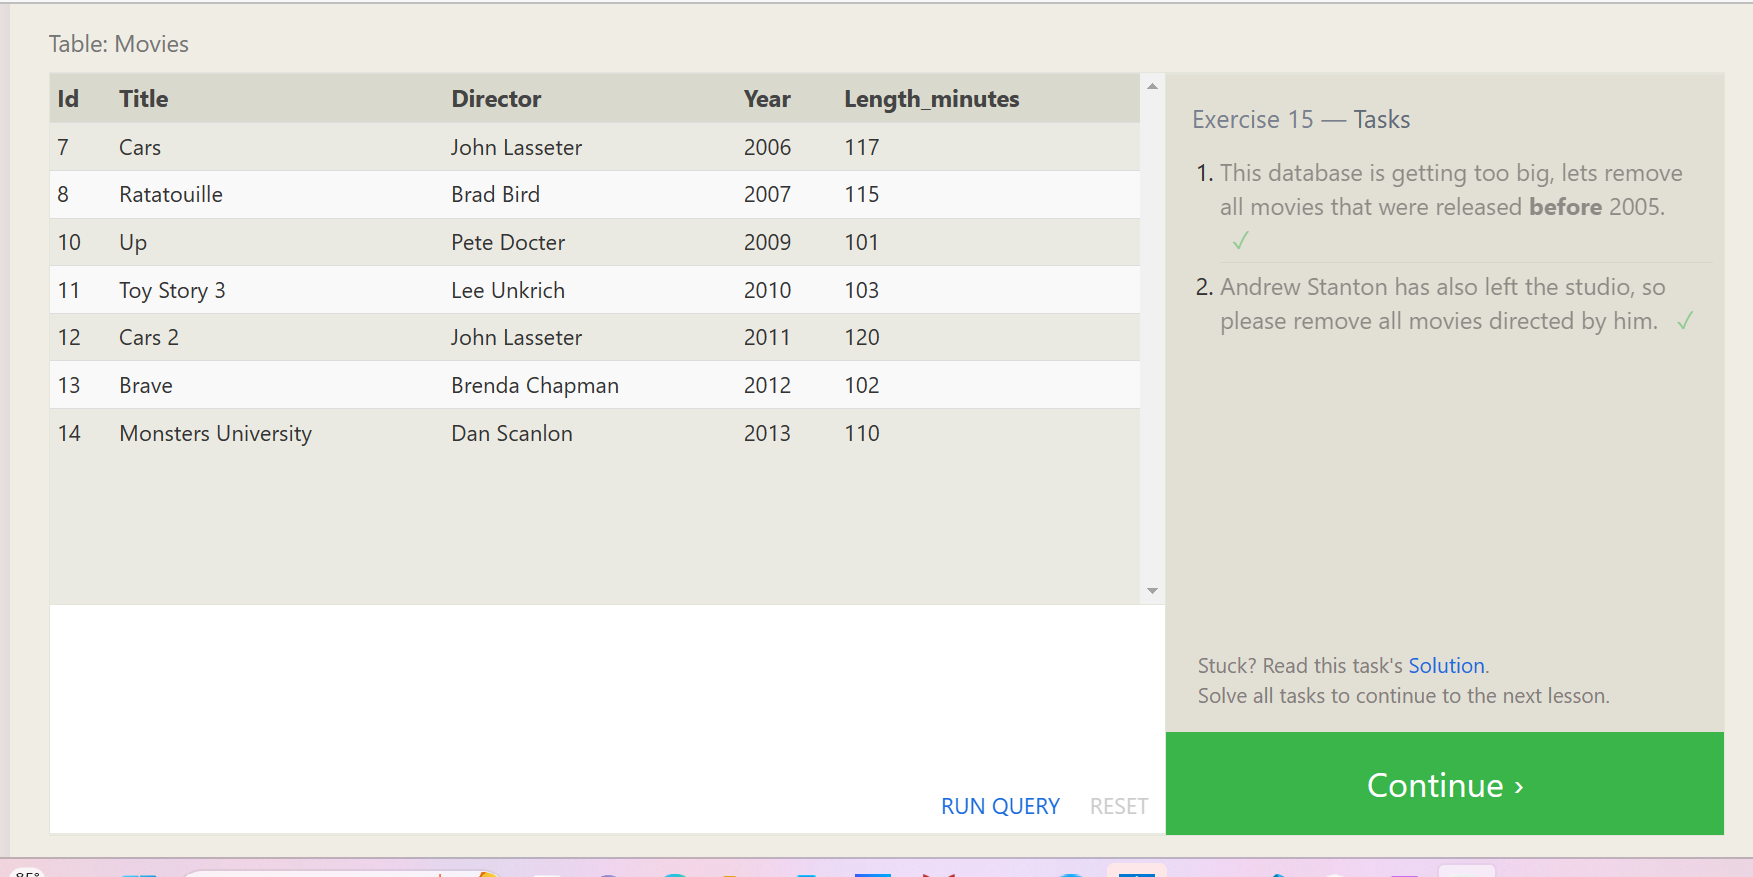 Table: Movies
Id Title Director Year Length_minutes
7 Cars John Lasseter 2006 117
8 Ratatouille Brad Bird 2007 115
10 Up Pete Docter 2009 101
11 Toy Story 3 Lee Unkrich 2010 103
12 Cars 2 John Lasseter 2011 120
13 Brave Brenda Chapman 2012 102
14 Monsters University Dan Scanlon 2013 110
RUN QUERY RESET
Exercise 15 — Tasks
1. This database is getting too big, lets remove
all movies that were released before 2005.
✓
2. Andrew Stanton has also left the studio, so
please remove all movies directed by him. ✓
Stuck? Read this task's Solution.
Solve all tasks to continue to the next lesson.
Continue ›